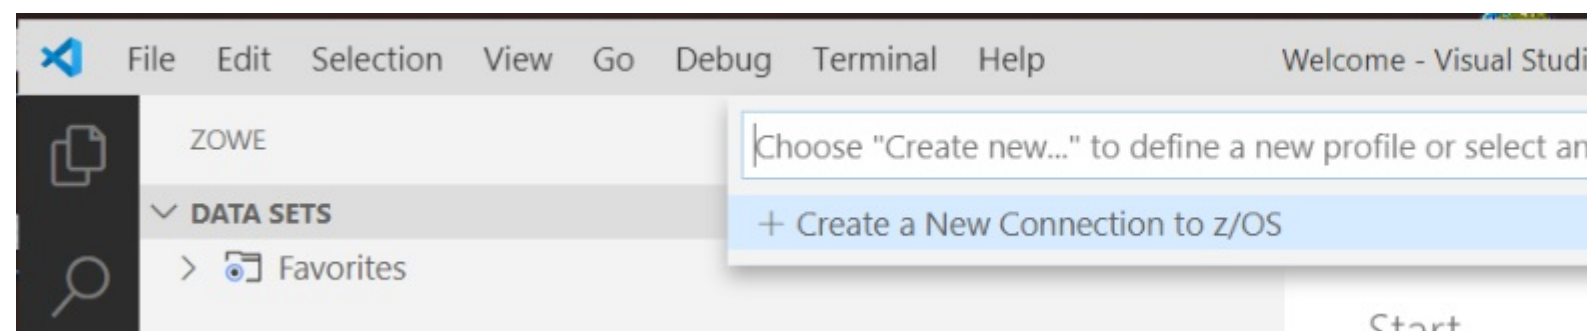 File Edit Selection View Go Debug Terminal Help Welcome - Visual Studi
ZOWE
Choose "Create new..." to define a new profile or select an
DATA SETS
+ Create a New Connection to z/OS
Favorites
Start